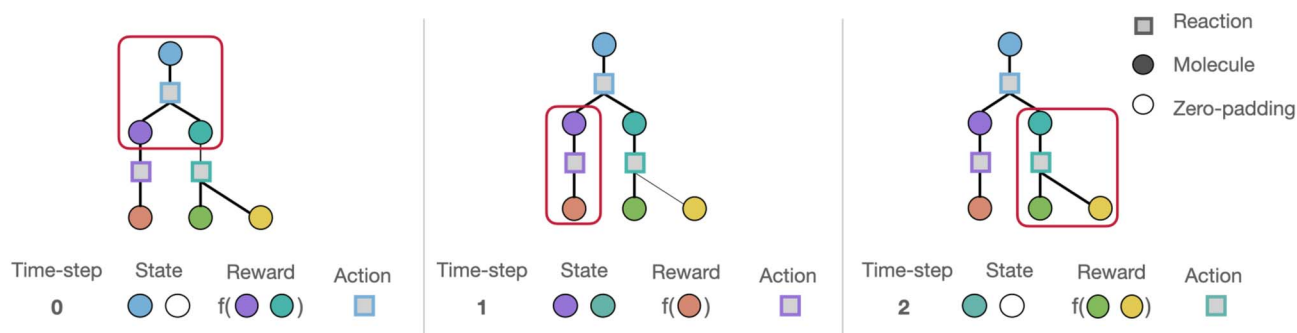 Reaction
Molecule
Zero-padding
Time-step State Reward Action
0 f( )
Time-step State Reward Action
1 f( )
Time-step State Reward Action
2 f( )